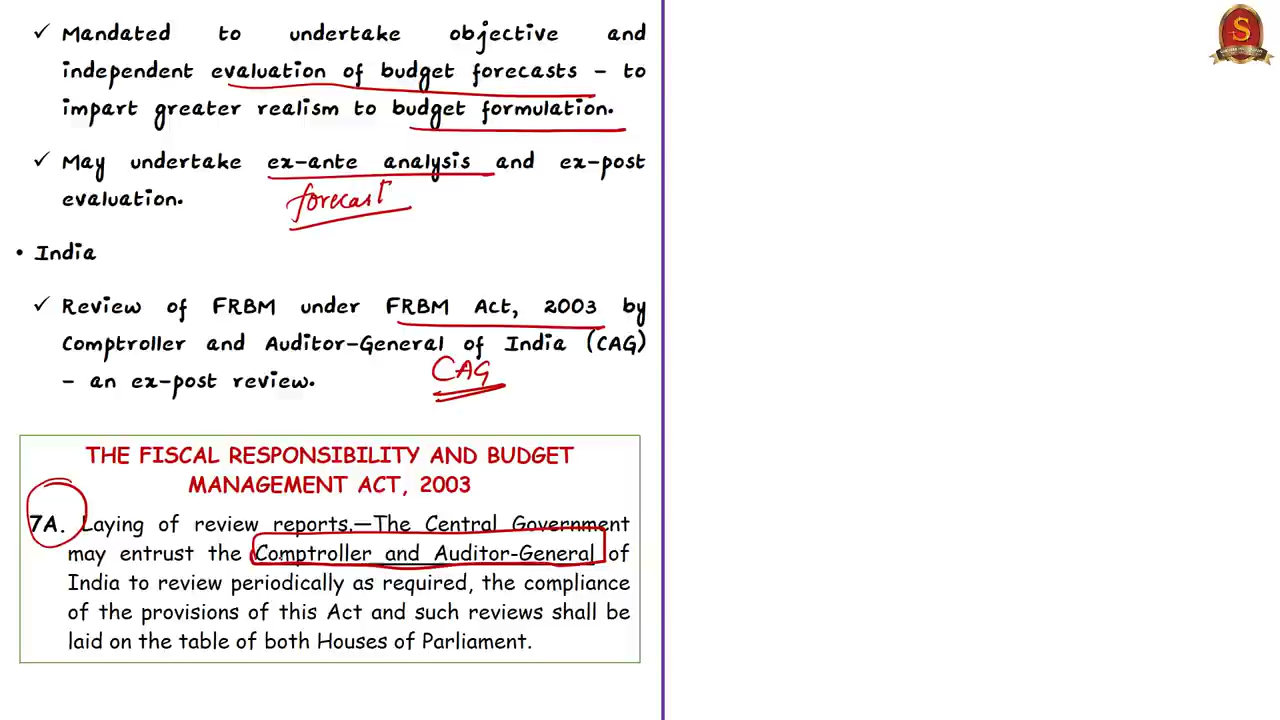 ✓ Mandated to undertake objective and
independent evaluation of budget forecasts – to
impart greater realism to budget formulation.
✓ May undertake ex-ante analysis and ex-post
evaluation.
forecast
• India
✓ Review of FRBM under FRBM Act, 2003 by
Comptroller and Auditor-General of India (CAG)
– an ex-post review.
CAG
THE FISCAL RESPONSIBILITY AND BUDGET
MANAGEMENT ACT, 2003
7A. Laying of review reports.—The Central Government
may entrust the Comptroller and Auditor-General of
India to review periodically as required, the compliance
of the provisions of this Act and such reviews shall be
laid on the table of both Houses of Parliament.
S